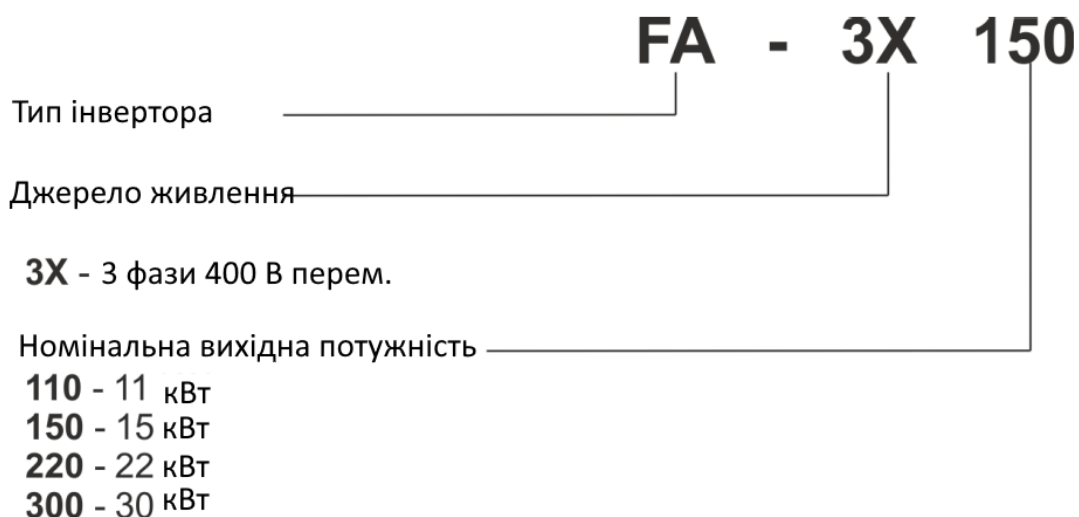 FA - 3X 150
Тип інвертора
Джерело живлення
3X - 3 фази 400 В перем.
Номінальна вихідна потужність
110 - 11 кВт
150 - 15 кВт
220 - 22 кВт
300 - 30 кВт